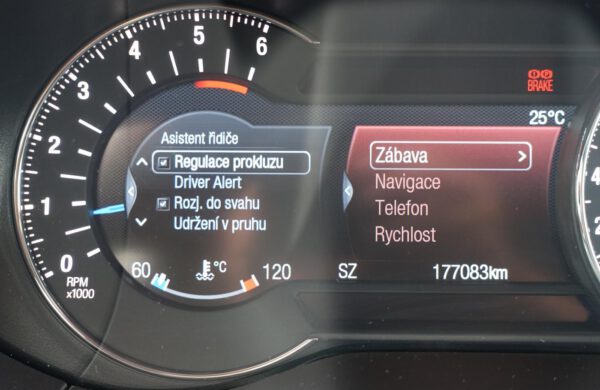 6
5
4
3
2
1
0
RPM
x1000
BRAKE
25°C
Asistent řidiče
Regulace prokluzu
Driver Alert
Rozj. do svahu
Udržení v pruhu
Zábava >
Navigace
Telefon
Rychlost
60 °C 120
SZ 177083km